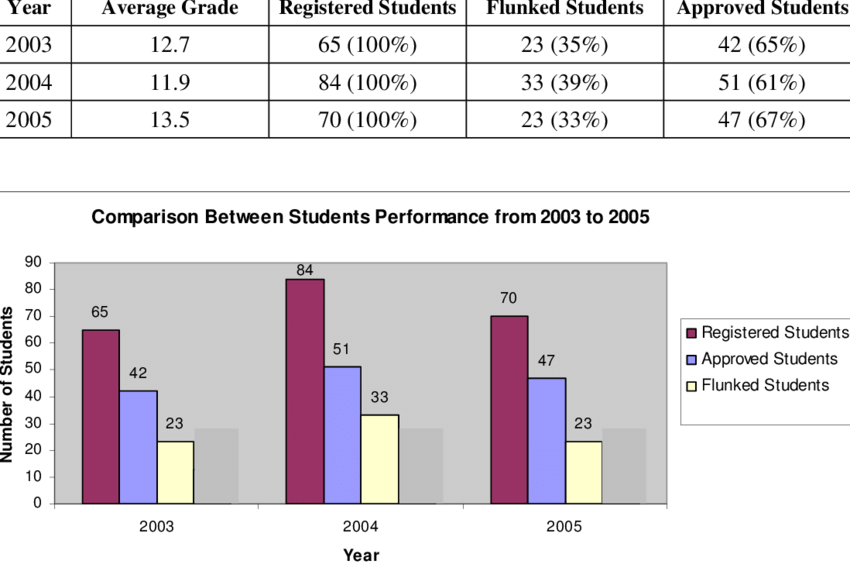 Year Average Grade Registered Students Flunked Students Approved Students
2003 12.7 65 (100%) 23 (35%) 42 (65%)
2004 11.9 84 (100%) 33 (39%) 51 (61%)
2005 13.5 70 (100%) 23 (33%) 47 (67%)
Comparison Between Students Performance from 2003 to 2005
Number of Students
90
80
70
60
50
40
30
20
10
0
65
42
23
84
51
33
70
47
23
2003 2004 2005
Year
Registered Students
Approved Students
Flunked Students